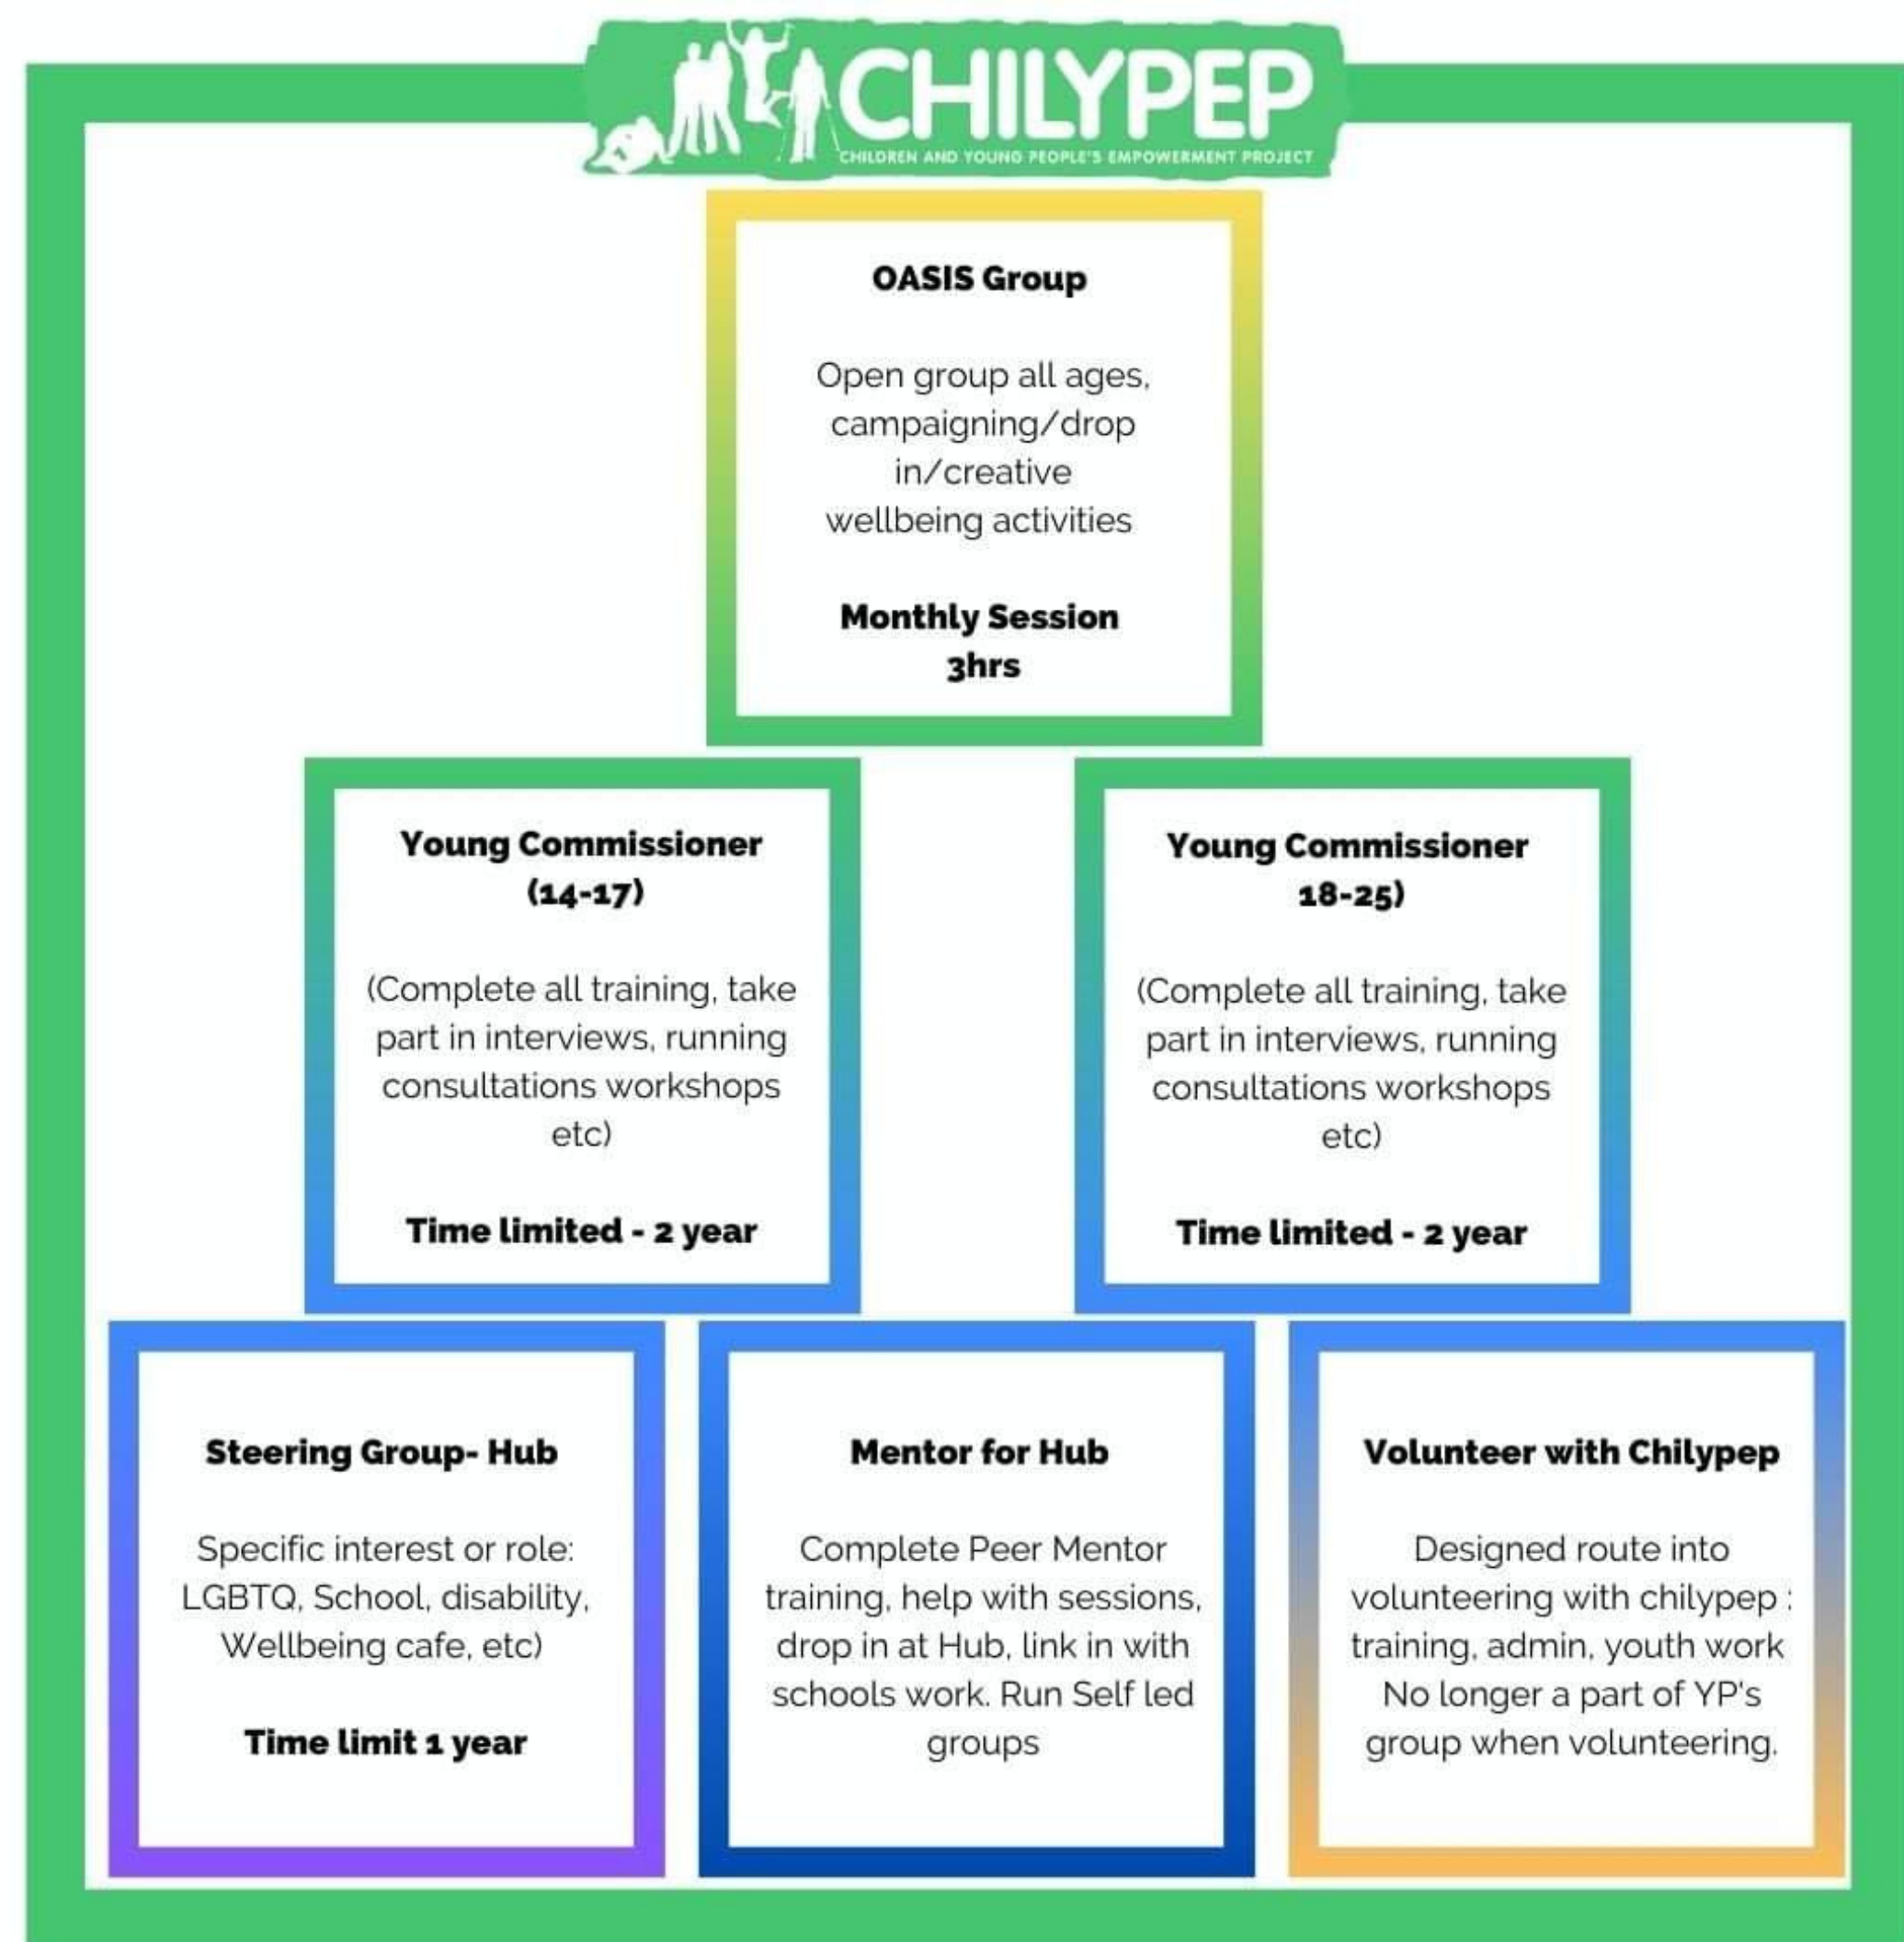 CHILYPEP
CHILDREN AND YOUNG PEOPLE'S EMPOWERMENT PROJECT
OASIS Group
Open group all ages,
campaigning/drop
in/creative
wellbeing activities
Monthly Session
3hrs
Young Commissioner
(14-17)
(Complete all training, take
part in interviews, running
consultations workshops
etc)
Time limited - 2 year
Young Commissioner
18-25)
(Complete all training, take
part in interviews, running
consultations workshops
etc)
Time limited - 2 year
Steering Group- Hub
Specific interest or role:
LGBTQ, School, disability,
Wellbeing cafe, etc)
Time limit 1 year
Mentor for Hub
Complete Peer Mentor
training, help with sessions,
drop in at Hub, link in with
schools work. Run Self led
groups
Volunteer with Chilypep
Designed route into
volunteering with chilypep :
training, admin, youth work
No longer a part of YP's
group when volunteering.